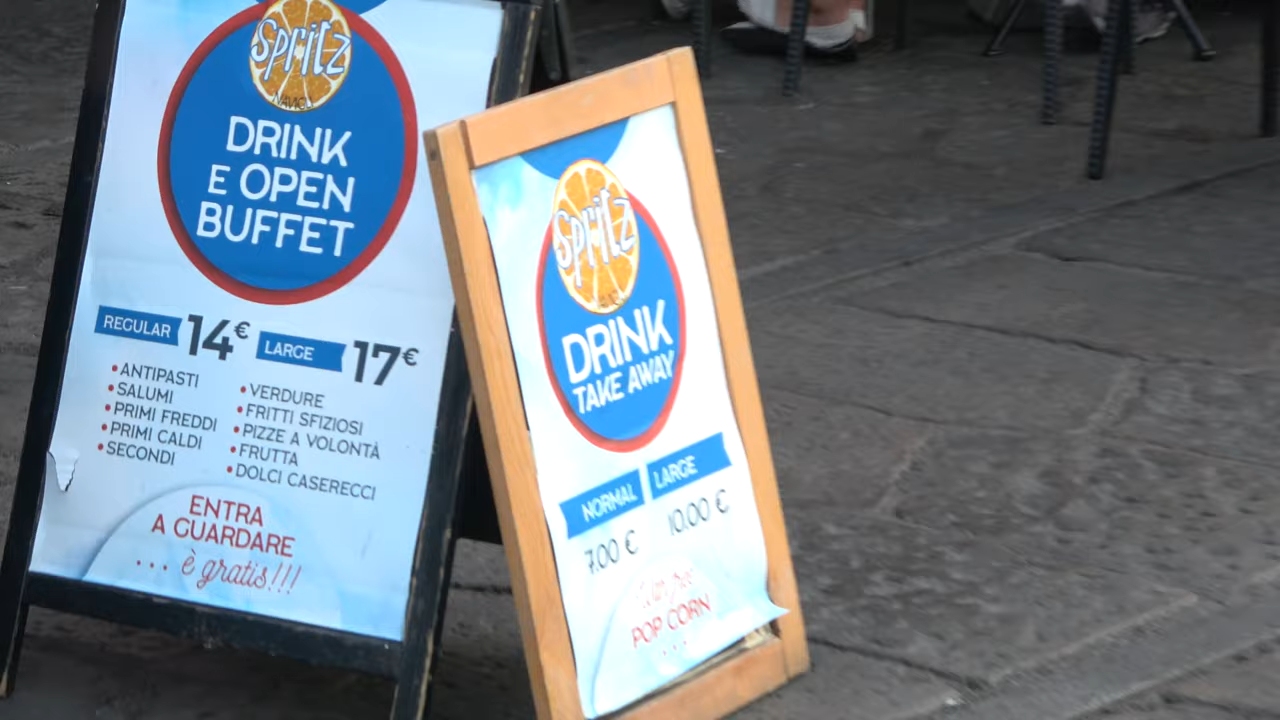 Spritz
NAVIGLI
DRINK
E OPEN
BUFFET
REGULAR 14€ LARGE 17€
•ANTIPASTI
•SALUMI
•PRIMI FREDDI
•PRIMI CALDI
•SECONDI
•VERDURE
•FRITTI SFIZIOSI
•PIZZE A VOLONTÀ
•FRUTTA
•DOLCI CASERECCI
ENTRA
A GUARDARE
... è gratis!!!
Spritz
DRINK
TAKE AWAY
NORMAL LARGE
7.00 € 10.00 €
POP CORN
...